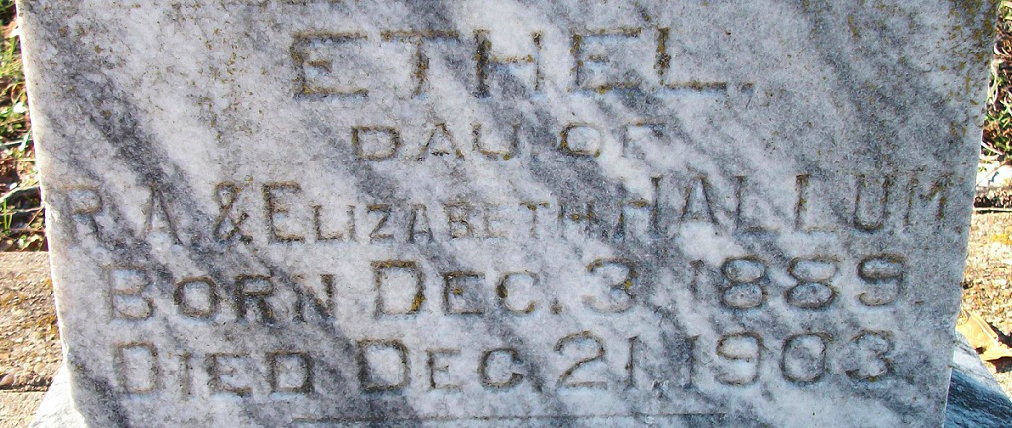 ETHEL.
DAU OF
R.A. & ELIZABETH HALLUM
BORN DEC. 3, 1889.
DIED DEC 21, 1903.